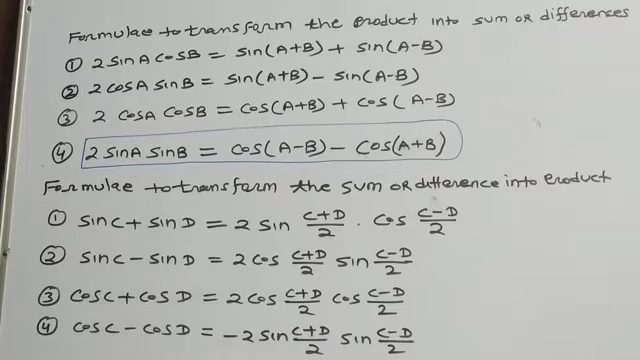 Formulae to transform the product into sum OR differences
① 2 sinA cosB = sin(A+B) + sin(A-B)
② 2 cosA sinB = sin(A+B) - sin(A-B)
③ 2 cosA cosB = cos(A+B) + cos(A-B)
④ 2 sinA sinB = cos(A-B) - cos(A+B)
Formulae to transform the sum OR difference into product
① sinC + sinD = 2 sin (C+D)/2 . cos (C-D)/2
② sinC - sinD = 2 cos (C+D)/2 sin (C-D)/2
③ cosC + cosD = 2 cos (C+D)/2 cos (C-D)/2
④ cosC - cosD = -2 sin (C+D)/2 sin (C-D)/2